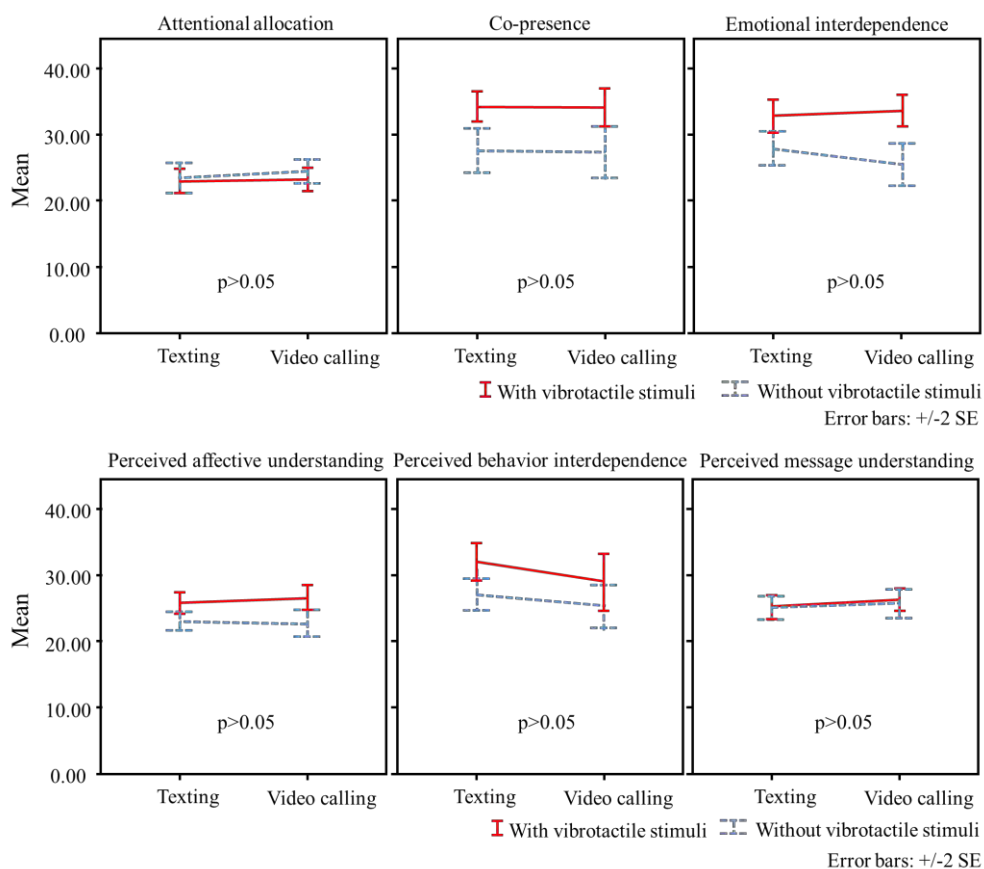 Attentional allocation
Co-presence
Emotional interdependence
Mean
40.00
30.00
20.00
10.00
0.00
p>0.05
p>0.05
p>0.05
Texting
Video calling
Texting
Video calling
Texting
Video calling
With vibrotactile stimuli
Without vibrotactile stimuli
Error bars: +/-2 SE
Perceived affective understanding
Perceived behavior interdependence
Perceived message understanding
Mean
40.00
30.00
20.00
10.00
0.00
p>0.05
p>0.05
p>0.05
Texting
Video calling
Texting
Video calling
Texting
Video calling
With vibrotactile stimuli
Without vibrotactile stimuli
Error bars: +/-2 SE